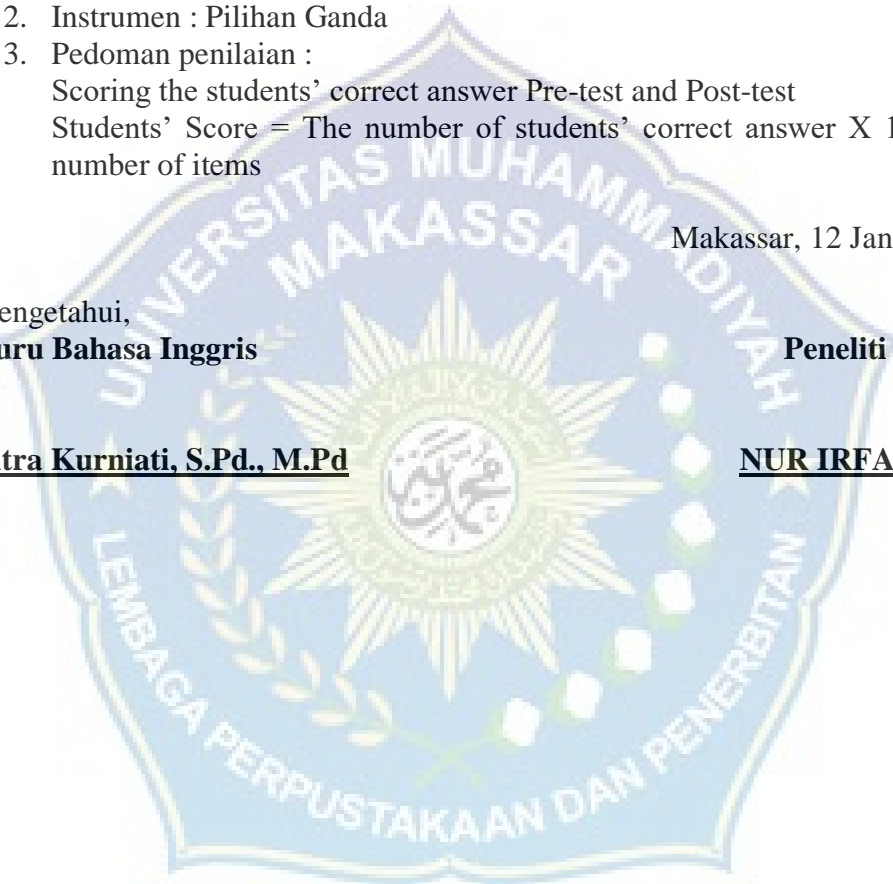 2. Instrumen : Pilihan Ganda
3. Pedoman penilaian :
Scoring the students’ correct answer Pre-test and Post-test
Students’ Score = The number of students’ correct answer X 1
number of items
Makassar, 12 Jan
engetahui,
uru Bahasa Inggris Peneliti
tra Kurniati, S.Pd., M.Pd NUR IRFA
UNIVERSITAS MUHAMMADIYAH
MAKASSAR
LEMBAGA PERPUSTAKAAN DAN PENERBITAN